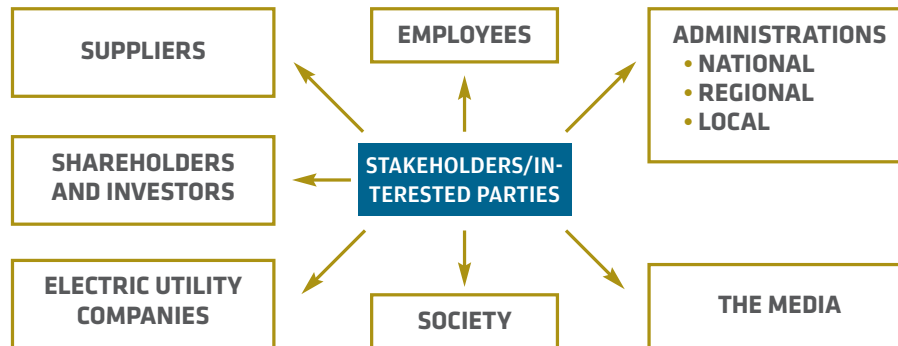 SUPPLIERS
EMPLOYEES
ADMINISTRATIONS
• NATIONAL
• REGIONAL
• LOCAL
SHAREHOLDERS
AND INVESTORS
STAKEHOLDERS/IN-
TERESTED PARTIES
ELECTRIC UTILITY
COMPANIES
SOCIETY
THE MEDIA